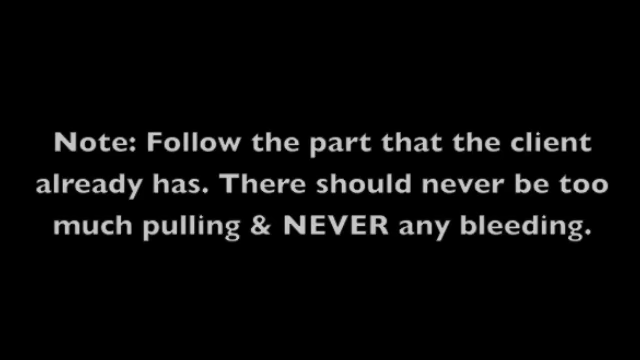 Note: Follow the part that the client
already has. There should never be too
much pulling & NEVER any bleeding.